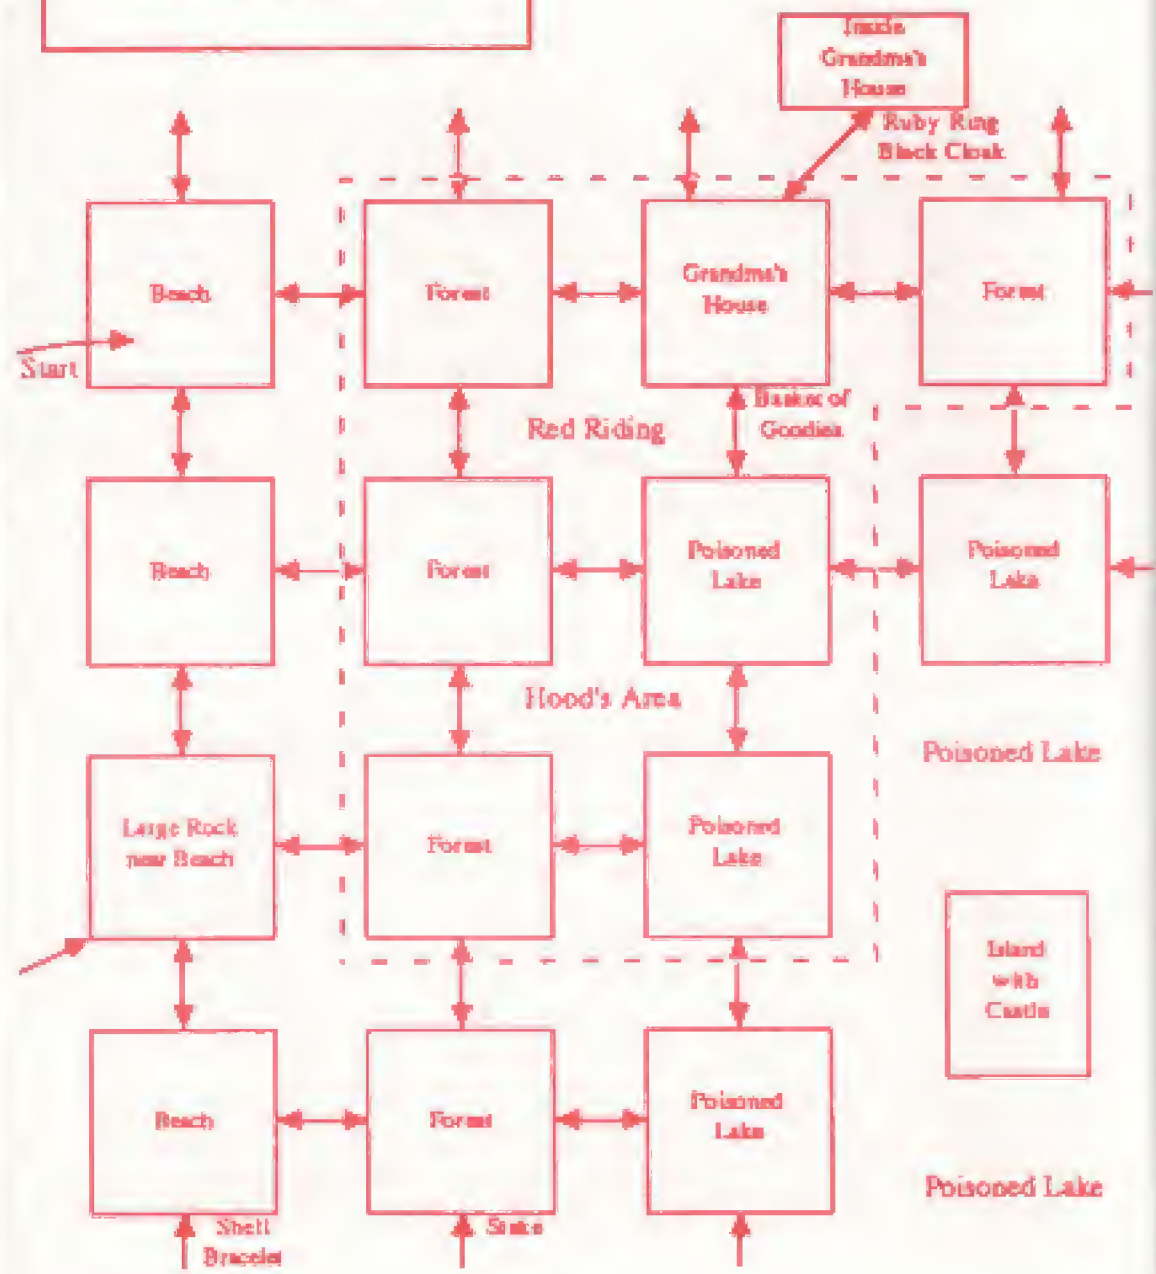 Inside
Grandma's
House
Ruby Ring
Black Cloak
Beach
Forest
Grandma's
House
Forest
Start
Basket of
Goodies
Red Riding
Beach
Forest
Poisoned
Lake
Poisoned
Lake
Hood's Area
Poisoned Lake
Large Rock
near Beach
Forest
Poisoned
Lake
Island
with
Castle
Beach
Forest
Poisoned
Lake
Poisoned Lake
Shell
Bracelet
Stake